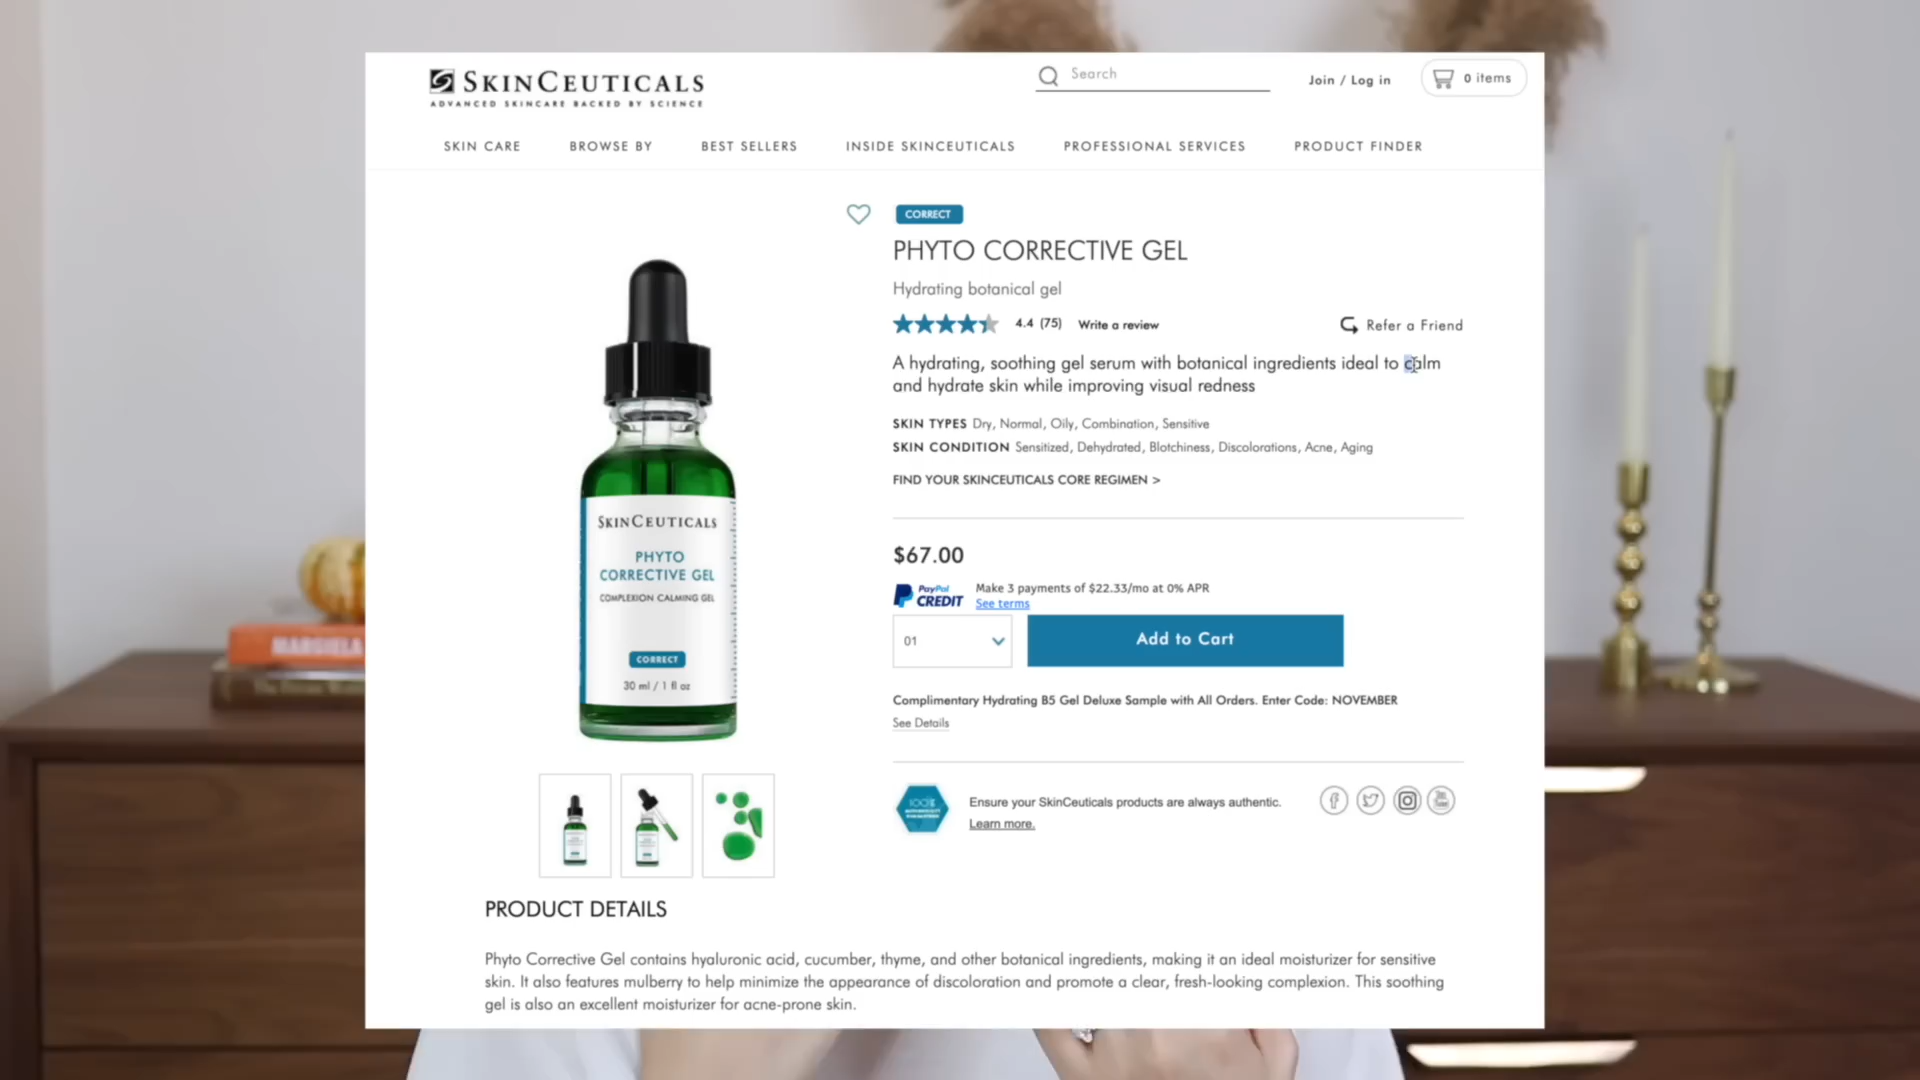 SKINCEUTICALS
ADVANCED SKINCARE BACKED BY SCIENCE
Search
Join / Log in
0 items
SKIN CARE
BROWSE BY
BEST SELLERS
INSIDE SKINCEUTICALS
PROFESSIONAL SERVICES
PRODUCT FINDER
CORRECT
PHYTO CORRECTIVE GEL
Hydrating botanical gel
4.4 (75) Write a review
Refer a Friend
A hydrating, soothing gel serum with botanical ingredients ideal to calm
and hydrate skin while improving visual redness
SKIN TYPES Dry, Normal, Oily, Combination, Sensitive
SKIN CONDITION Sensitized, Dehydrated, Blotchiness, Discolorations, Acne, Aging
FIND YOUR SKINCEUTICALS CORE REGIMEN >
SKINCEUTICALS
PHYTO
CORRECTIVE GEL
COMPLEXION CALMING GEL
CORRECT
30 ml / 1 fl oz
$67.00
PayPal
CREDIT
Make 3 payments of $22.33/mo at 0% APR
See terms
01
Add to Cart
Complimentary Hydrating B5 Gel Deluxe Sample with All Orders. Enter Code: NOVEMBER
See Details
Ensure your SkinCeuticals products are always authentic.
Learn more.
PRODUCT DETAILS
Phyto Corrective Gel contains hyaluronic acid, cucumber, thyme, and other botanical ingredients, making it an ideal moisturizer for sensitive
skin. It also features mulberry to help minimize the appearance of discoloration and promote a clear, fresh-looking complexion. This soothing
gel is also an excellent moisturizer for acne-prone skin.
MARGIELA